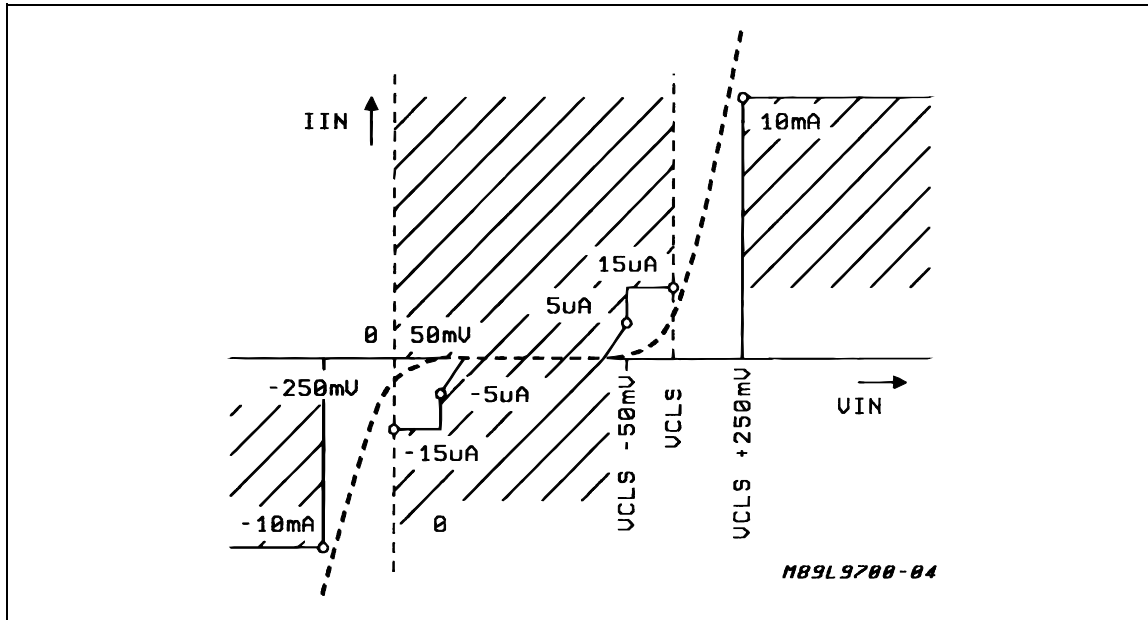 IIN
10mA
15uA
5uA
0
50mV
-250mV
-5uA
-15uA
-10mA
0
VCLS -50mV
VCLS
VCLS +250mV
VIN
M89L9700-04